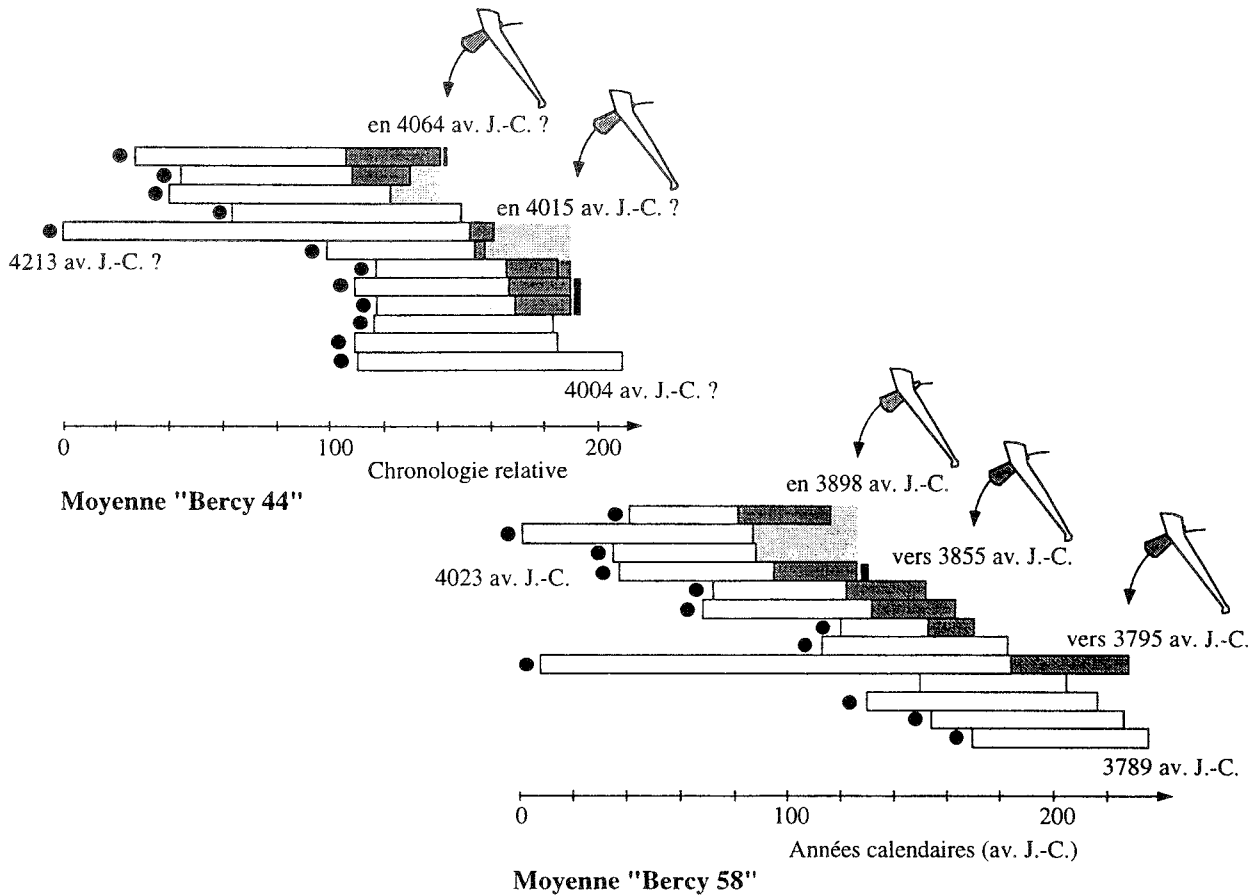 en 4064 av. J.-C. ?
en 4015 av. J.-C. ?
4213 av. J.-C. ?
4004 av. J.-C. ?
0 100 200
Chronologie relative
Moyenne "Bercy 44"
en 3898 av. J.-C.
vers 3855 av. J.-C.
4023 av. J.-C.
vers 3795 av. J.-C.
3789 av. J.-C.
0 100 200
Années calendaires (av. J.-C.)
Moyenne "Bercy 58"